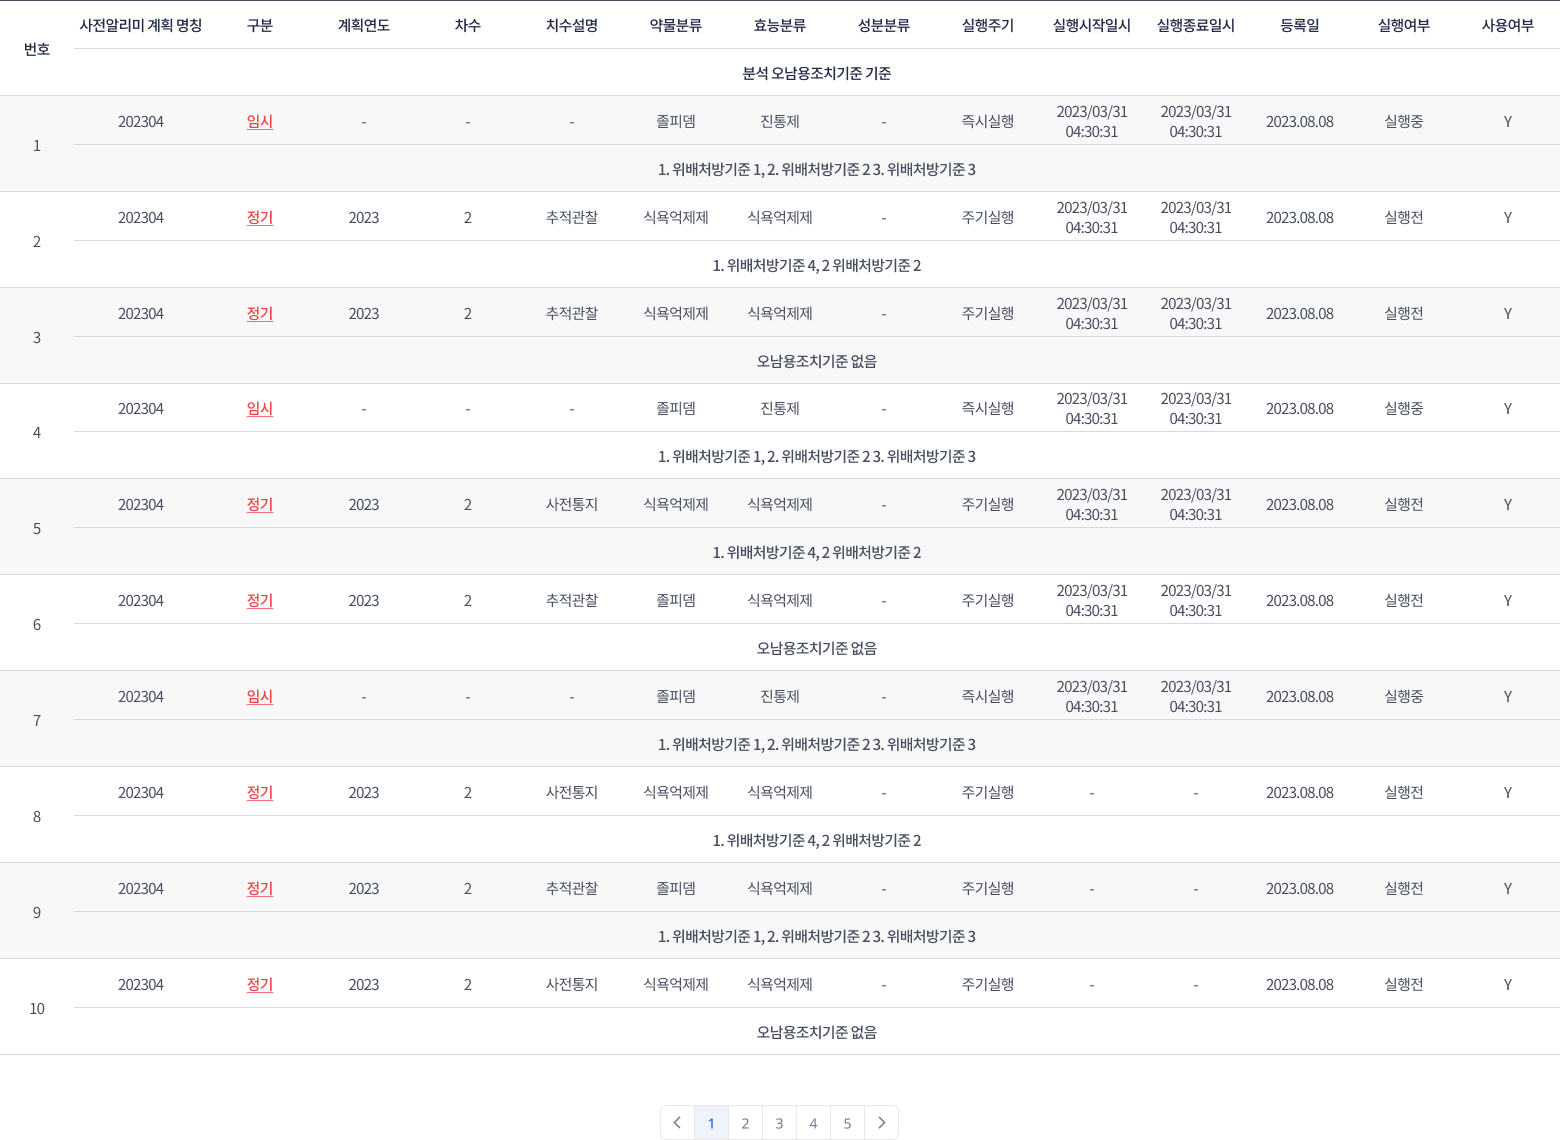 번호 사전알리미 계획 명칭 구분 계획연도 차수 치수설명 약물분류 효능분류 성분분류 실행주기 실행시작일시 실행종료일시 등록일 실행여부 사용여부
분석 오남용조치기준 기준
1 202304 임시 - - - 졸피뎀 진통제 - 즉시실행 2023/03/31 04:30:31 2023/03/31 04:30:31 2023.08.08 실행중 Y
1. 위배처방기준 1, 2. 위배처방기준 2 3. 위배처방기준 3
2 202304 정기 2023 2 추적관찰 식욕억제제 식욕억제제 - 주기실행 2023/03/31 04:30:31 2023/03/31 04:30:31 2023.08.08 실행전 Y
1. 위배처방기준 4, 2 위배처방기준 2
3 202304 정기 2023 2 추적관찰 식욕억제제 식욕억제제 - 주기실행 2023/03/31 04:30:31 2023/03/31 04:30:31 2023.08.08 실행전 Y
오남용조치기준 없음
4 202304 임시 - - - 졸피뎀 진통제 - 즉시실행 2023/03/31 04:30:31 2023/03/31 04:30:31 2023.08.08 실행중 Y
1. 위배처방기준 1, 2. 위배처방기준 2 3. 위배처방기준 3
5 202304 정기 2023 2 사전통지 식욕억제제 식욕억제제 - 주기실행 2023/03/31 04:30:31 2023/03/31 04:30:31 2023.08.08 실행전 Y
1. 위배처방기준 4, 2 위배처방기준 2
6 202304 정기 2023 2 추적관찰 졸피뎀 식욕억제제 - 주기실행 2023/03/31 04:30:31 2023/03/31 04:30:31 2023.08.08 실행전 Y
오남용조치기준 없음
7 202304 임시 - - - 졸피뎀 진통제 - 즉시실행 2023/03/31 04:30:31 2023/03/31 04:30:31 2023.08.08 실행중 Y
1. 위배처방기준 1, 2. 위배처방기준 2 3. 위배처방기준 3
8 202304 정기 2023 2 사전통지 식욕억제제 식욕억제제 - 주기실행 - - 2023.08.08 실행전 Y
1. 위배처방기준 4, 2 위배처방기준 2
9 202304 정기 2023 2 추적관찰 졸피뎀 식욕억제제 - 주기실행 - - 2023.08.08 실행전 Y
1. 위배처방기준 1, 2. 위배처방기준 2 3. 위배처방기준 3
10 202304 정기 2023 2 사전통지 식욕억제제 식욕억제제 - 주기실행 - - 2023.08.08 실행전 Y
오남용조치기준 없음
1 2 3 4 5